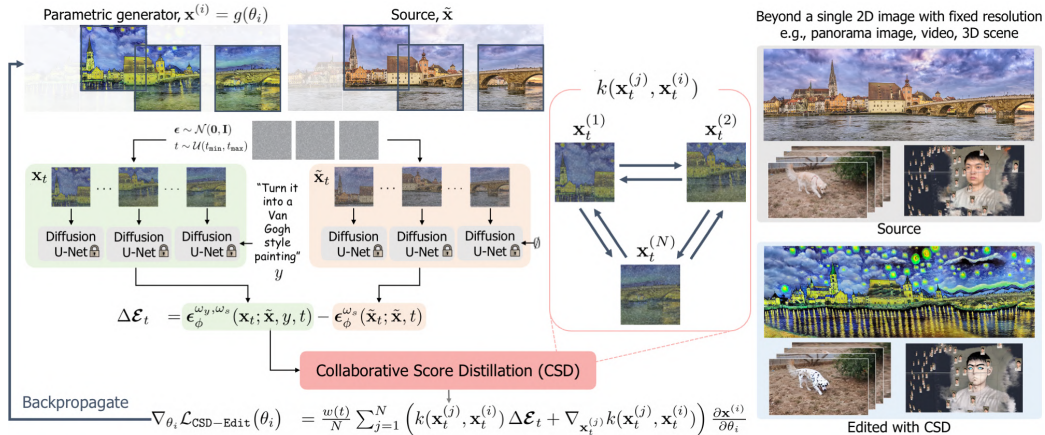 Parametric generator, x^{(i)} = g(θ_i)
Source, x̃
ϵ ∼ N(0, I)
t ∼ U(t_min, t_max)
x_t
...
...
Diffusion U-Net
Diffusion U-Net
Diffusion U-Net
“Turn it
into a
Van
Gogh
style
painting”
y
x̃_t
...
...
Diffusion U-Net
Diffusion U-Net
Diffusion U-Net
∅
Δℰ_t = ϵ_ϕ^{ω_y,ω_s}(x_t; x̃, y, t) − ϵ_ϕ^{ω_s}(x̃_t; x̃, t)
Collaborative Score Distillation (CSD)
Backpropagate
∇_{θ_i} ℒ_{CSD−Edit}(θ_i) = w(t)/N ∑_{j=1}^{N} ( k(x_t^{(j)}, x_t^{(i)}) Δℰ_t + ∇_{x_t^{(j)}} k(x_t^{(j)}, x_t^{(i)}) ) ∂x^{(i)}/∂θ_i
k(x_t^{(j)}, x_t^{(i)})
x_t^{(1)}
x_t^{(2)}
x_t^{(N)}
Beyond a single 2D image with fixed resolution
e.g., panorama image, video, 3D scene
Source
Edited with CSD